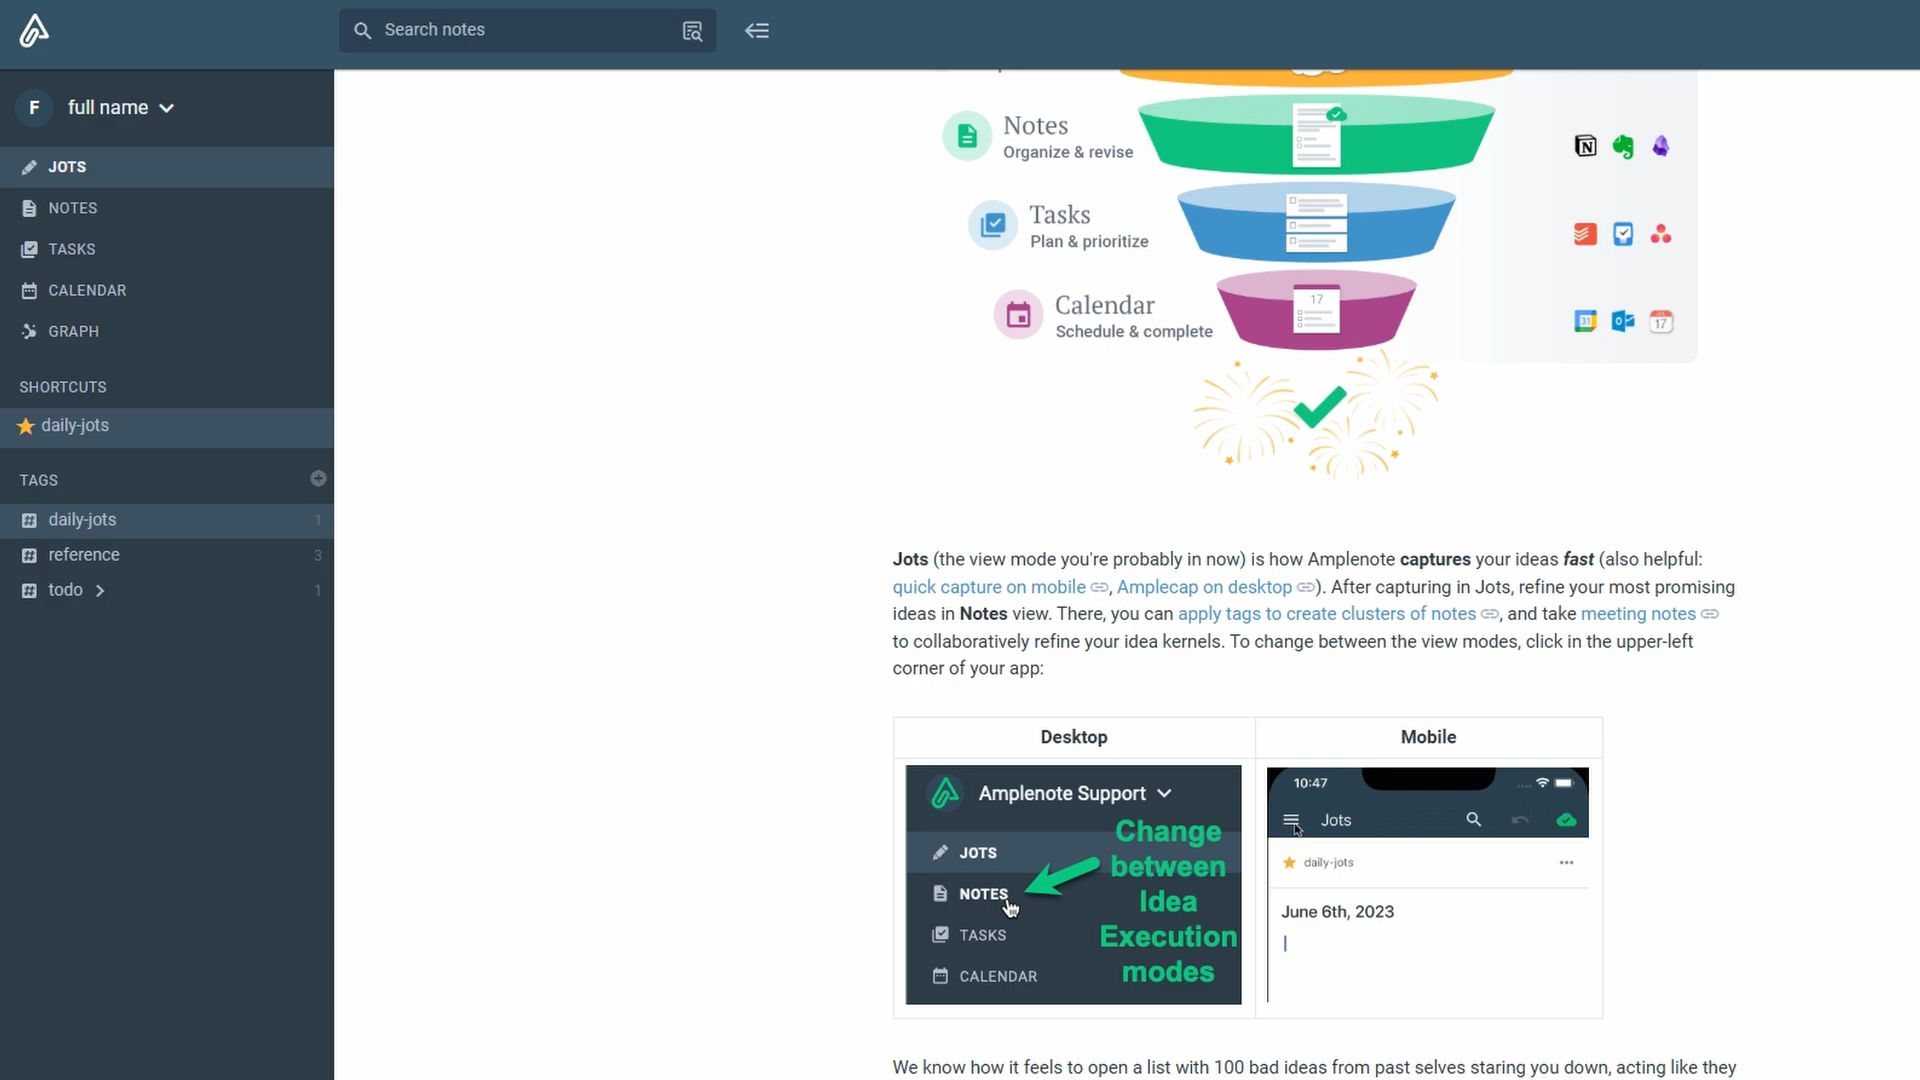 Search notes
F full name
JOTS
NOTES
TASKS
CALENDAR
GRAPH
SHORTCUTS
daily-jots
TAGS
daily-jots 1
reference 3
todo 1
Notes
Organize & revise
Tasks
Plan & prioritize
Calendar
Schedule & complete
17
31
17
Jots (the view mode you're probably in now) is how Amplenote captures your ideas fast (also helpful:
quick capture on mobile, Amplecap on desktop). After capturing in Jots, refine your most promising
ideas in Notes view. There, you can apply tags to create clusters of notes, and take meeting notes
to collaboratively refine your idea kernels. To change between the view modes, click in the upper-left
corner of your app:
Desktop
Mobile
Amplenote Support
JOTS
NOTES
TASKS
CALENDAR
Change
between
Idea
Execution
modes
10:47
Jots
daily-jots
June 6th, 2023
We know how it feels to open a list with 100 bad ideas from past selves staring you down, acting like they